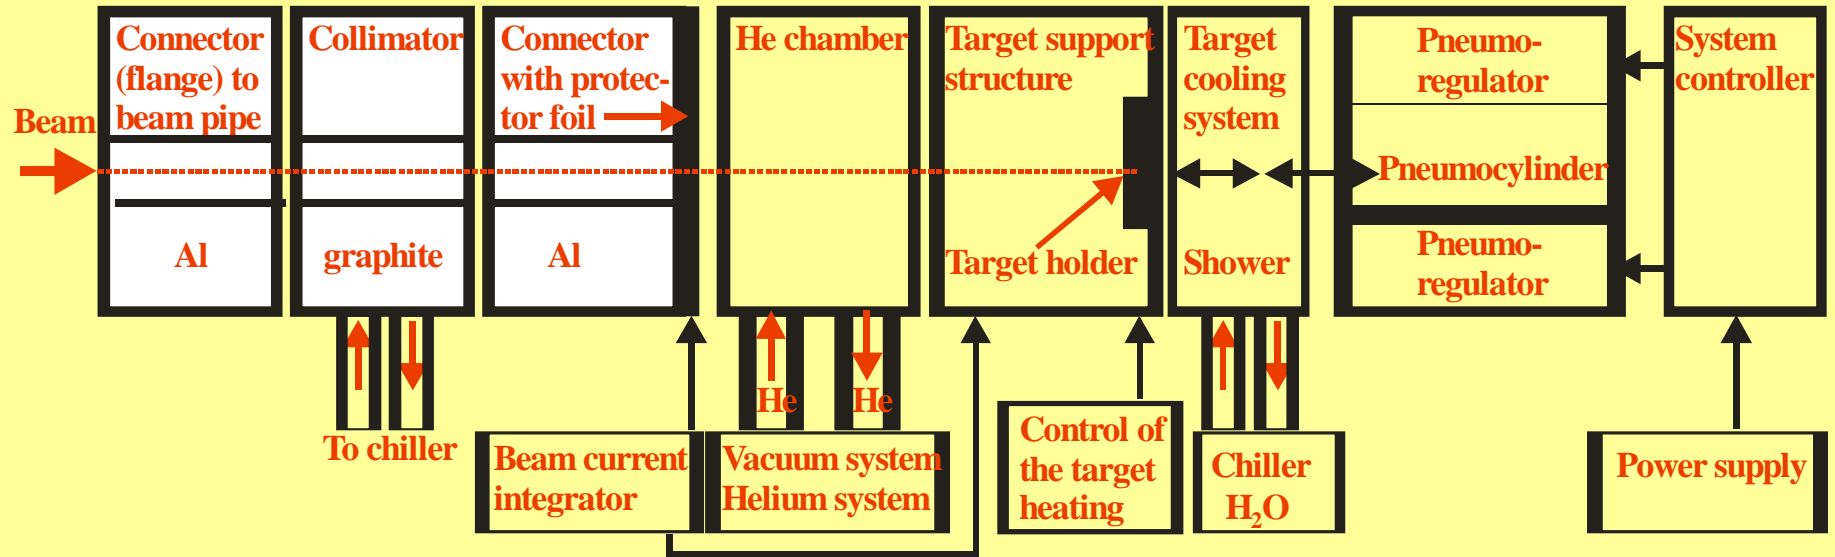 Beam
Connector
(flange) to
beam pipe
Al
Collimator
graphite
To chiller
Connector
with protec-
tor foil
Al
He chamber
He
He
Target support
structure
Target holder
Target
cooling
system
Shower
Pneumo-
regulator
Pneumocylinder
Pneumo-
regulator
System
controller
Beam current
integrator
Vacuum system
Helium system
Control of
the target
heating
Chiller
H₂O
Power supply